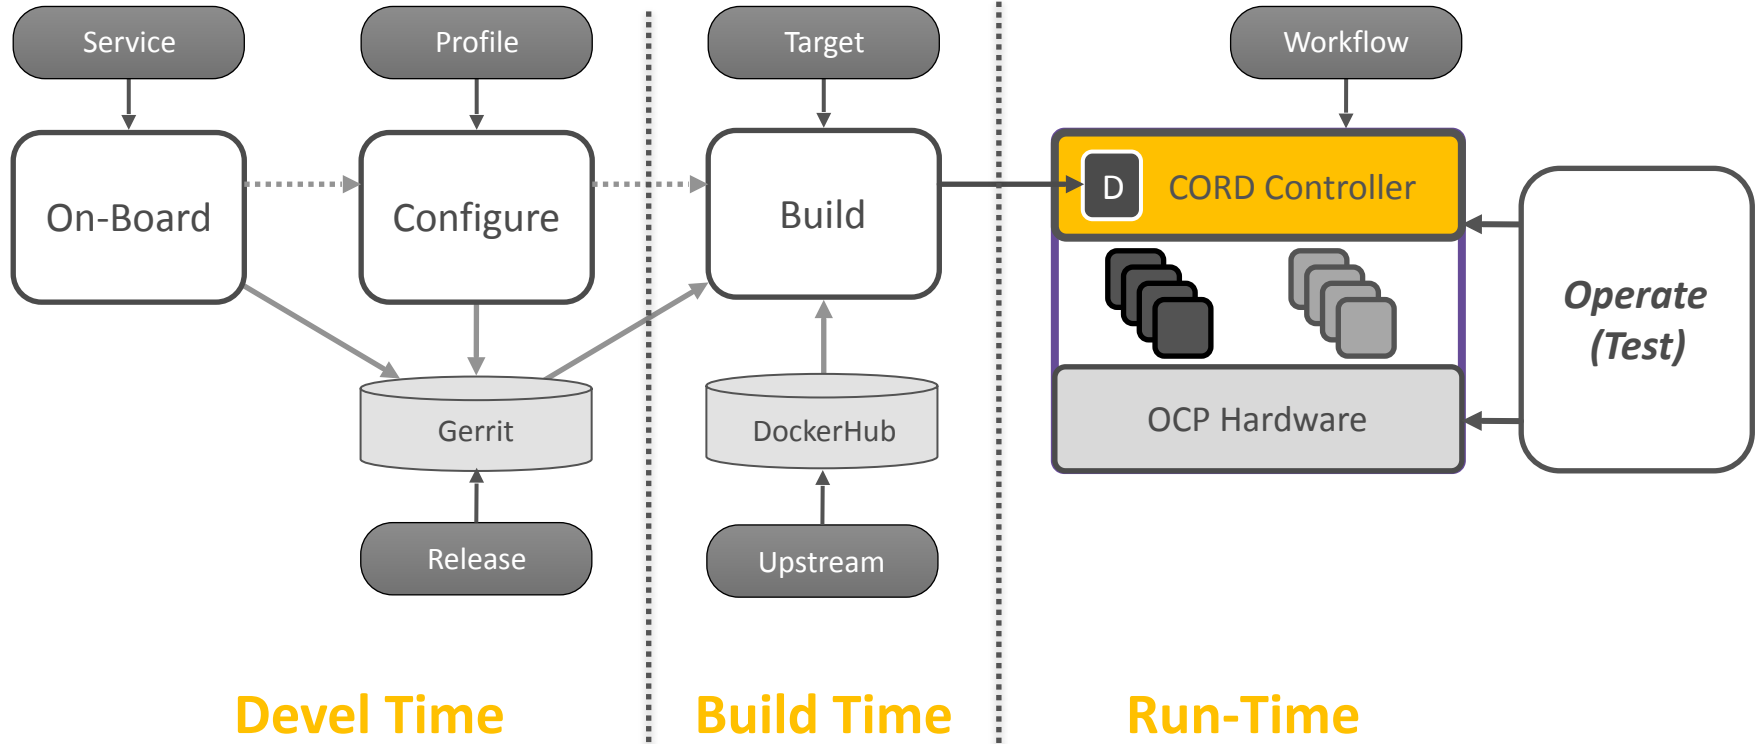 Service
Profile
Target
Workflow
On-Board
Configure
Build
D
CORD Controller
Operate
(Test)
Gerrit
DockerHub
OCP Hardware
Release
Upstream
Devel Time
Build Time
Run-Time